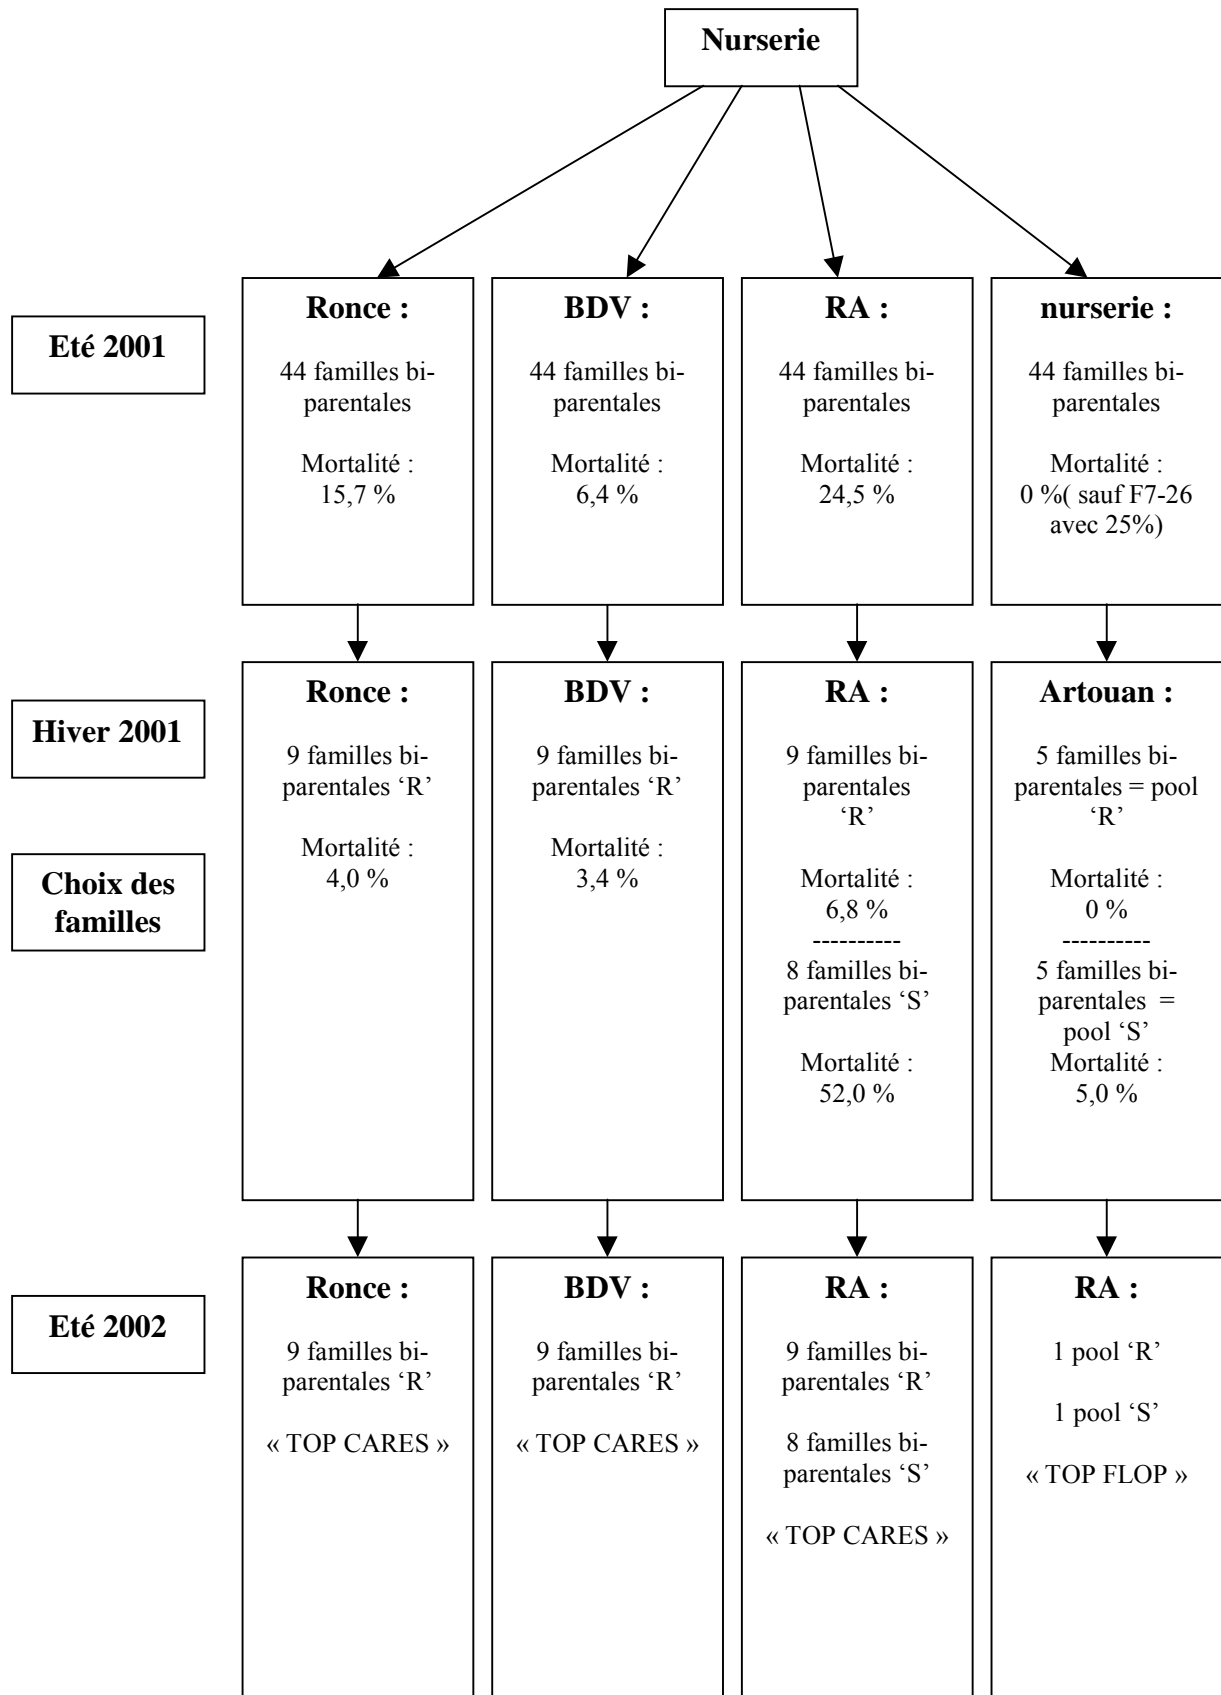 Nurserie
Eté 2001
Ronce :
44 familles bi-
parentales
Mortalité :
15,7 %
BDV :
44 familles bi-
parentales
Mortalité :
6,4 %
RA :
44 familles bi-
parentales
Mortalité :
24,5 %
nurserie :
44 familles bi-
parentales
Mortalité :
0 %( sauf F7-26
avec 25%)
Hiver 2001
Choix des
familles
Ronce :
9 familles bi-
parentales ‘R’
Mortalité :
4,0 %
BDV :
9 familles bi-
parentales ‘R’
Mortalité :
3,4 %
RA :
9 familles bi-
parentales
‘R’
Mortalité :
6,8 %
----------
8 familles bi-
parentales ‘S’
Mortalité :
52,0 %
Artouan :
5 familles bi-
parentales = pool
‘R’
Mortalité :
0 %
----------
5 familles bi-
parentales =
pool ‘S’
Mortalité :
5,0 %
Eté 2002
Ronce :
9 familles bi-
parentales ‘R’
« TOP CARES »
BDV :
9 familles bi-
parentales ‘R’
« TOP CARES »
RA :
9 familles bi-
parentales ‘R’
8 familles bi-
parentales ‘S’
« TOP CARES »
RA :
1 pool ‘R’
1 pool ‘S’
« TOP FLOP »